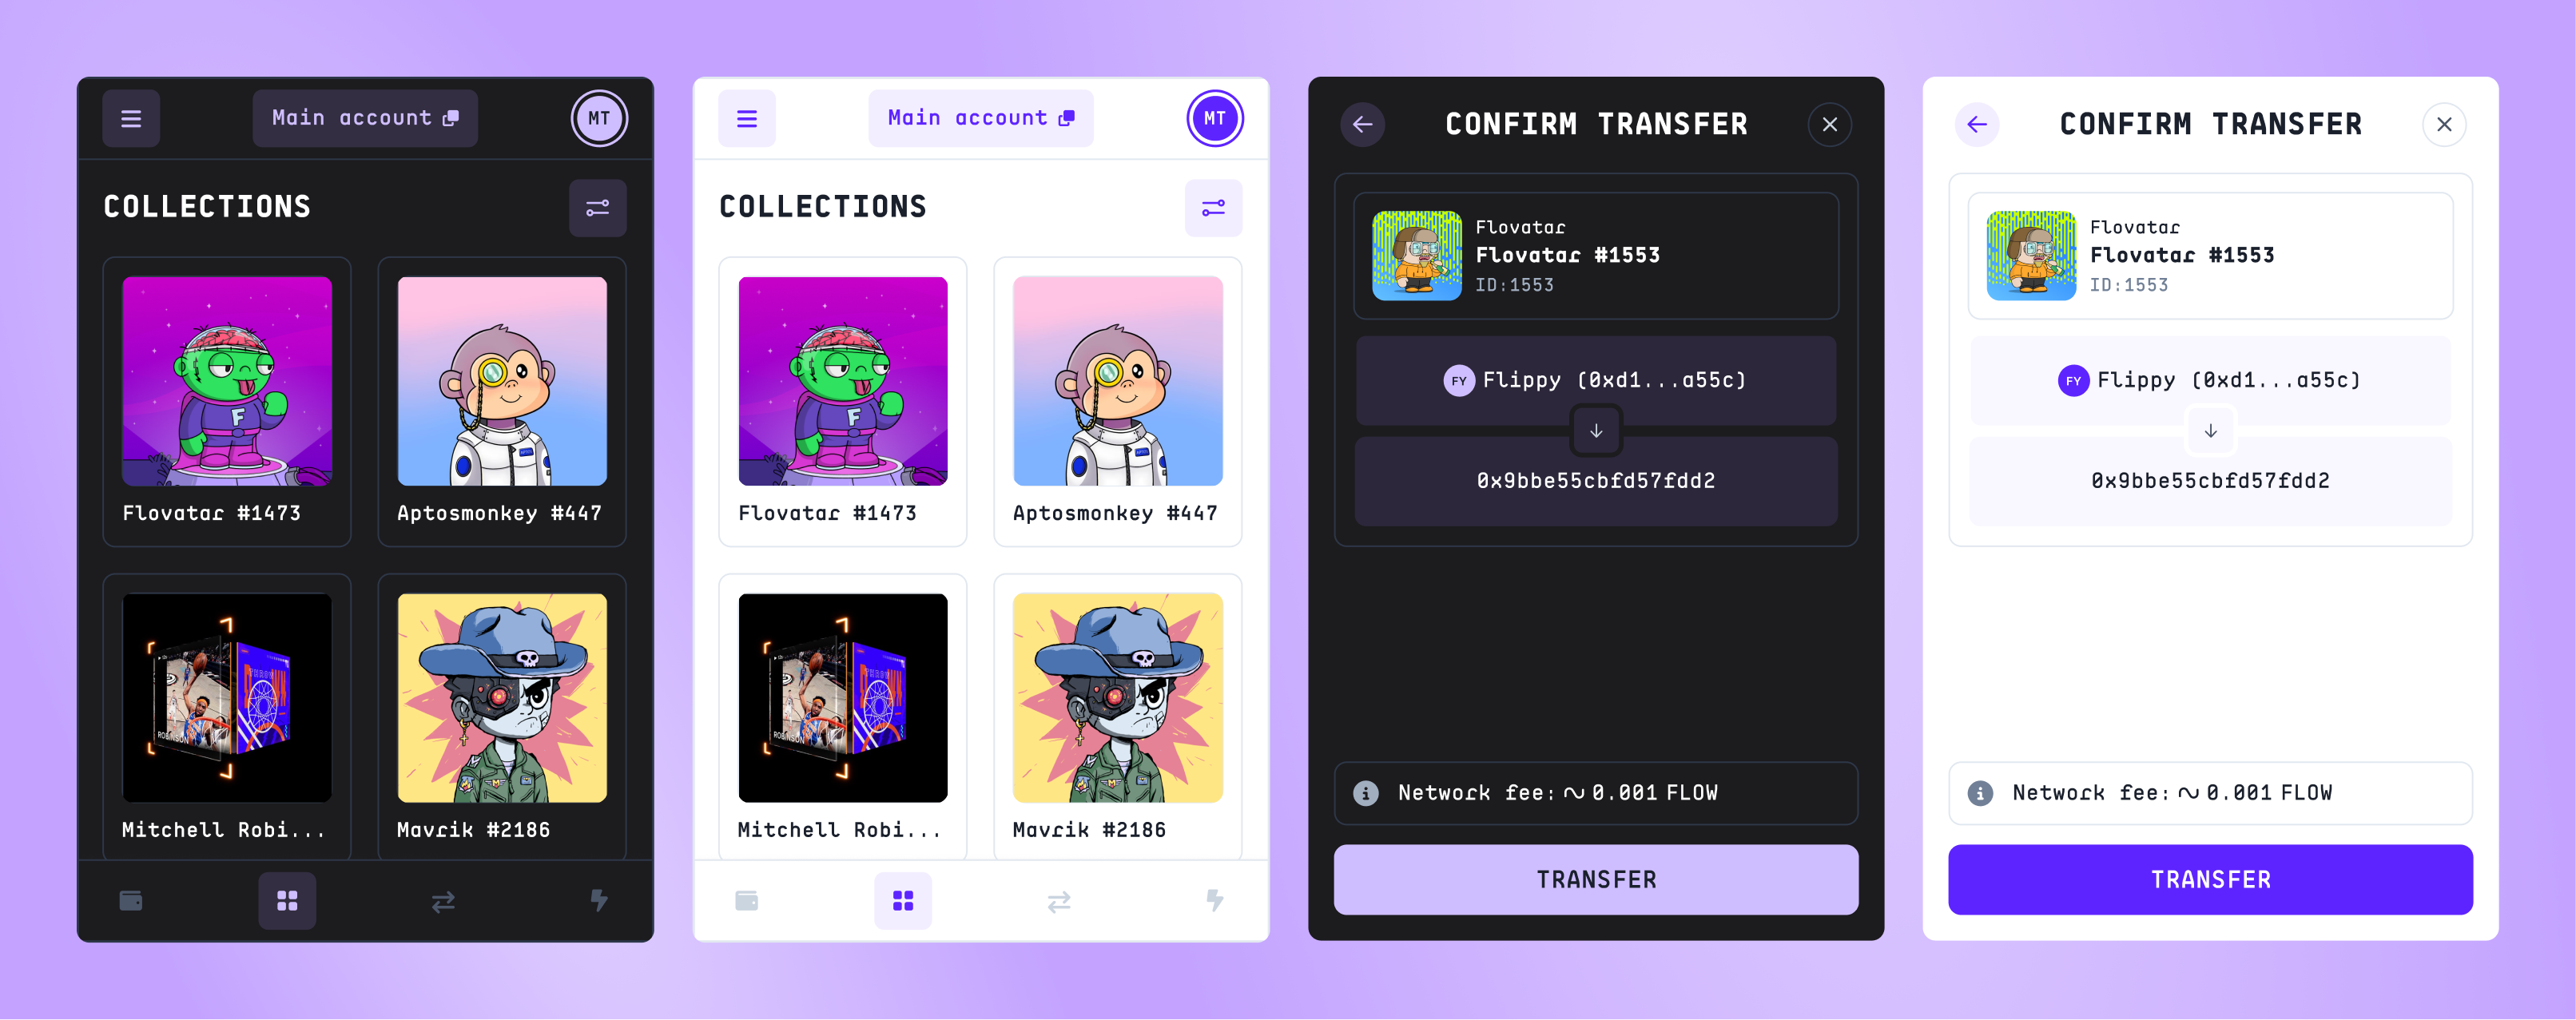 Main account
MT
COLLECTIONS
F
Flovatar #1473
Aptosmonkey #447
ROBINSON
Mitchell Robi...
Mavrik #2186
Main account
MT
COLLECTIONS
F
Flovatar #1473
Aptosmonkey #447
ROBINSON
Mitchell Robi...
Mavrik #2186
CONFIRM TRANSFER
Flovatar
Flovatar #1553
ID:1553
FY Flippy (0xd1...a55c)
0x9bbe55cbfd57fdd2
Network fee: ~ 0.001 FLOW
TRANSFER
CONFIRM TRANSFER
Flovatar
Flovatar #1553
ID:1553
FY Flippy (0xd1...a55c)
0x9bbe55cbfd57fdd2
Network fee: ~ 0.001 FLOW
TRANSFER